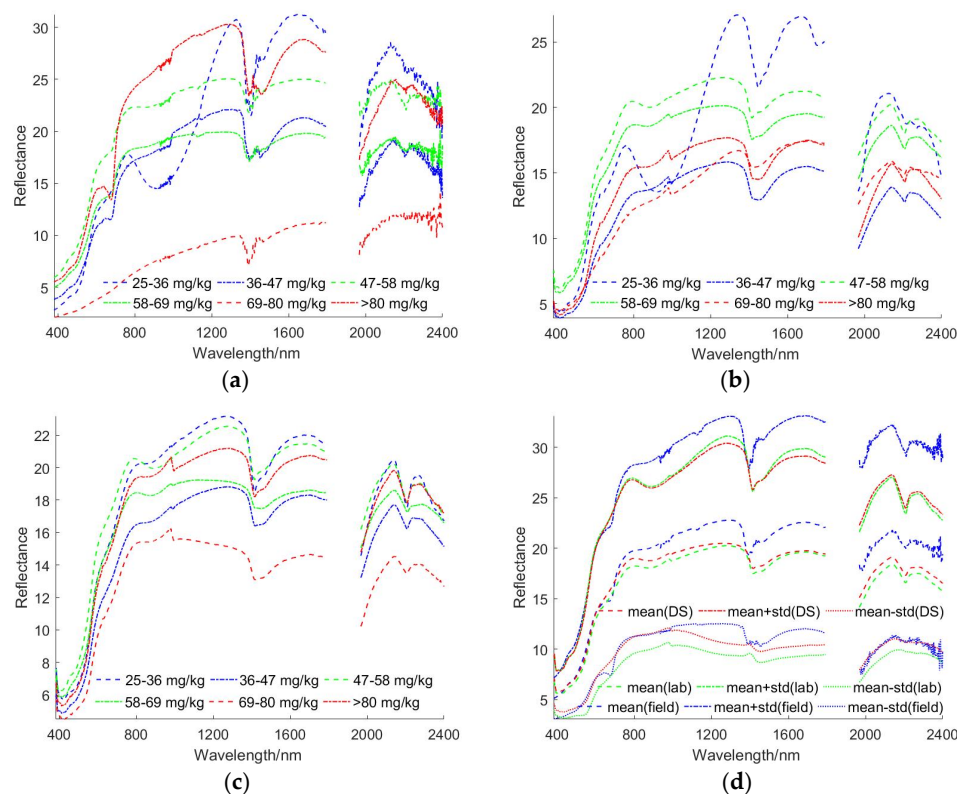 30
25
20
15
10
5
Reflectance
25-36 mg/kg 36-47 mg/kg 47-58 mg/kg
58-69 mg/kg 69-80 mg/kg >80 mg/kg
400 800 1200 1600 2000 2400
Wavelength/nm
(a)
25
20
15
10
5
Reflectance
25-36 mg/kg 36-47 mg/kg 47-58 mg/kg
58-69 mg/kg 69-80 mg/kg >80 mg/kg
400 800 1200 1600 2000 2400
Wavelength/nm
(b)
22
20
18
16
14
12
10
8
6
Reflectance
25-36 mg/kg 36-47 mg/kg 47-58 mg/kg
58-69 mg/kg 69-80 mg/kg >80 mg/kg
400 800 1200 1600 2000 2400
Wavelength/nm
(c)
30
25
20
15
10
5
Reflectance
mean(DS) mean+std(DS) mean-std(DS)
mean(lab) mean+std(lab) mean-std(lab)
mean(field) mean+std(field) mean-std(field)
400 800 1200 1600 2000 2400
Wavelength/nm
(d)